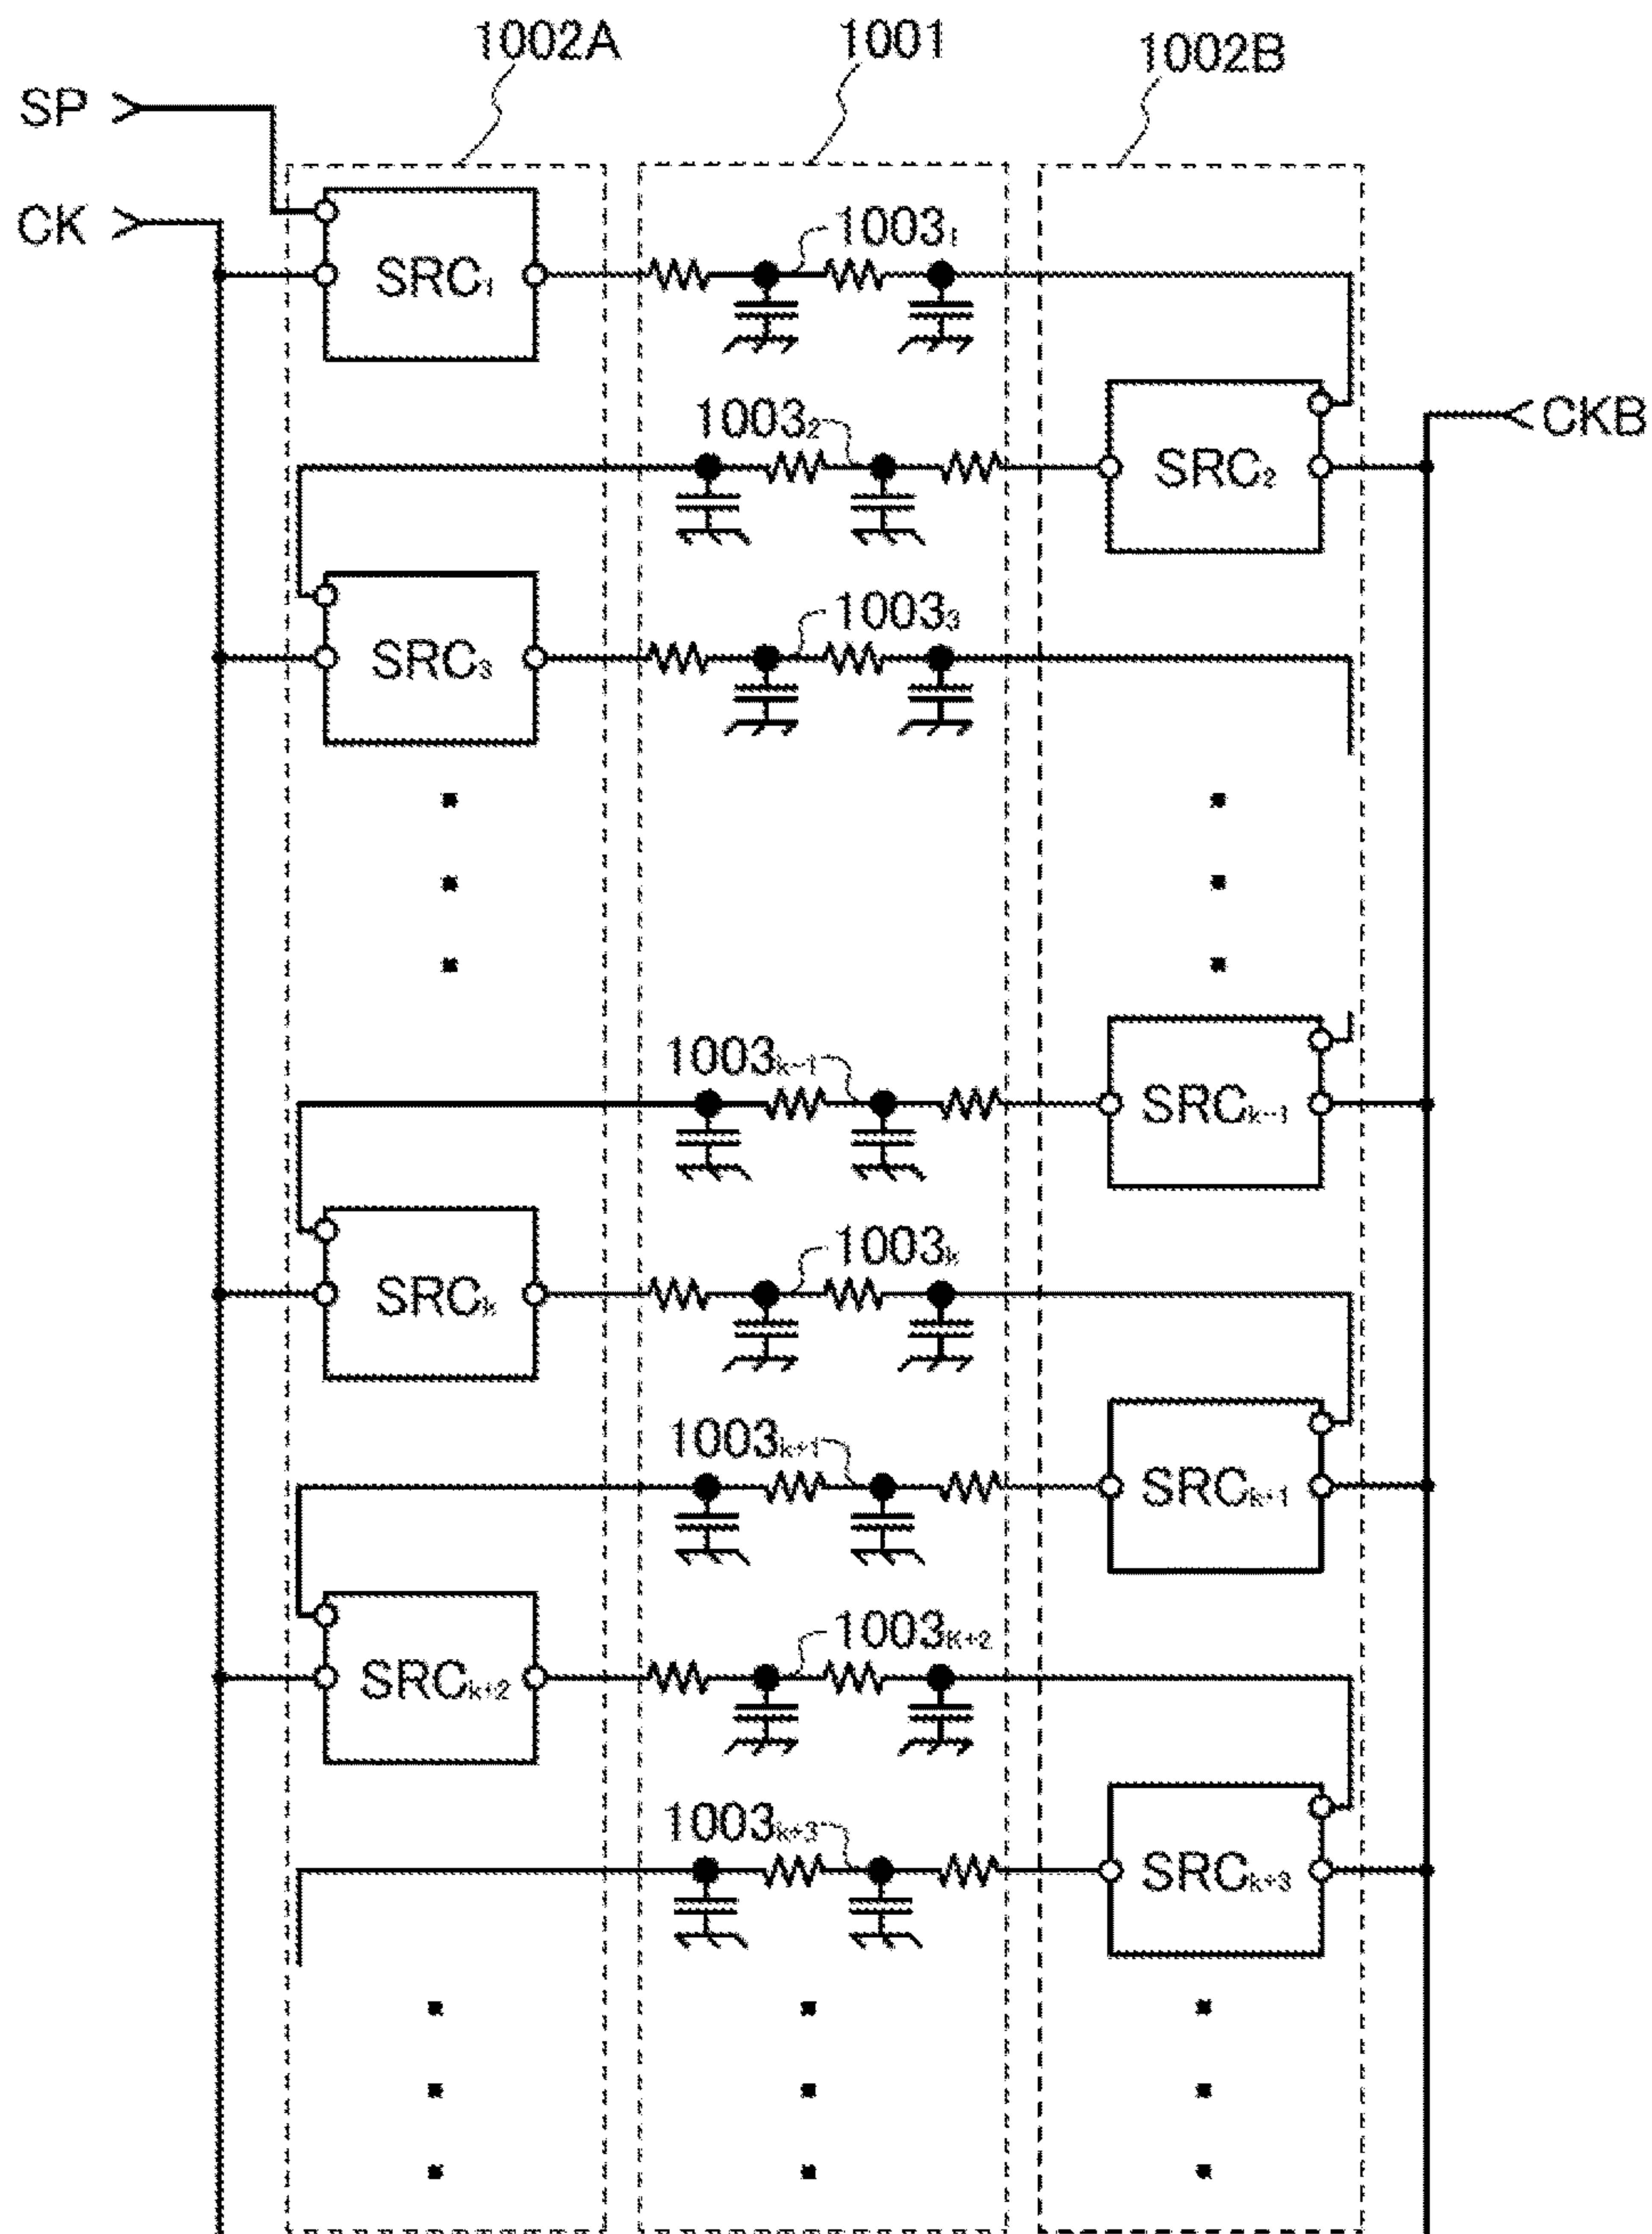 1002A 1001 1002B
SP
CK
1003₁
SRC₁
1003₂
SRC₂
CKB
1003₃
SRC₃
1003ₖ₋₁
SRCₖ₋₁
1003ₖ
SRCₖ
1003ₖ₊₁
SRCₖ₊₁
1003K+2
SRCₖ₊₂
1003ₖ₊₃
SRCₖ₊₃